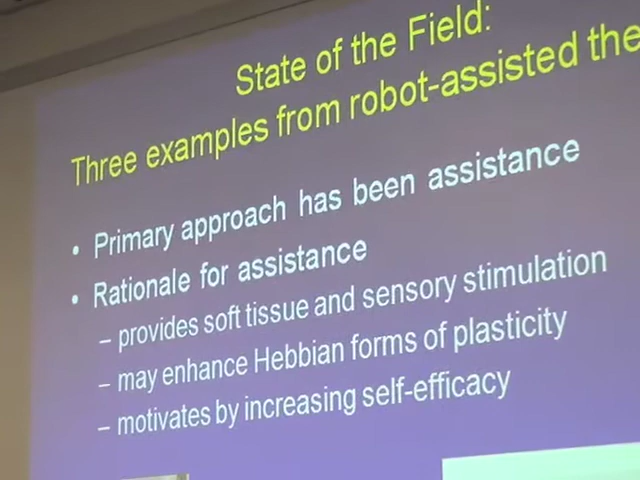 State of the Field:
Three examples from robot-assisted the
• Primary approach has been assistance
• Rationale for assistance
– provides soft tissue and sensory stimulation
– may enhance Hebbian forms of plasticity
– motivates by increasing self-efficacy